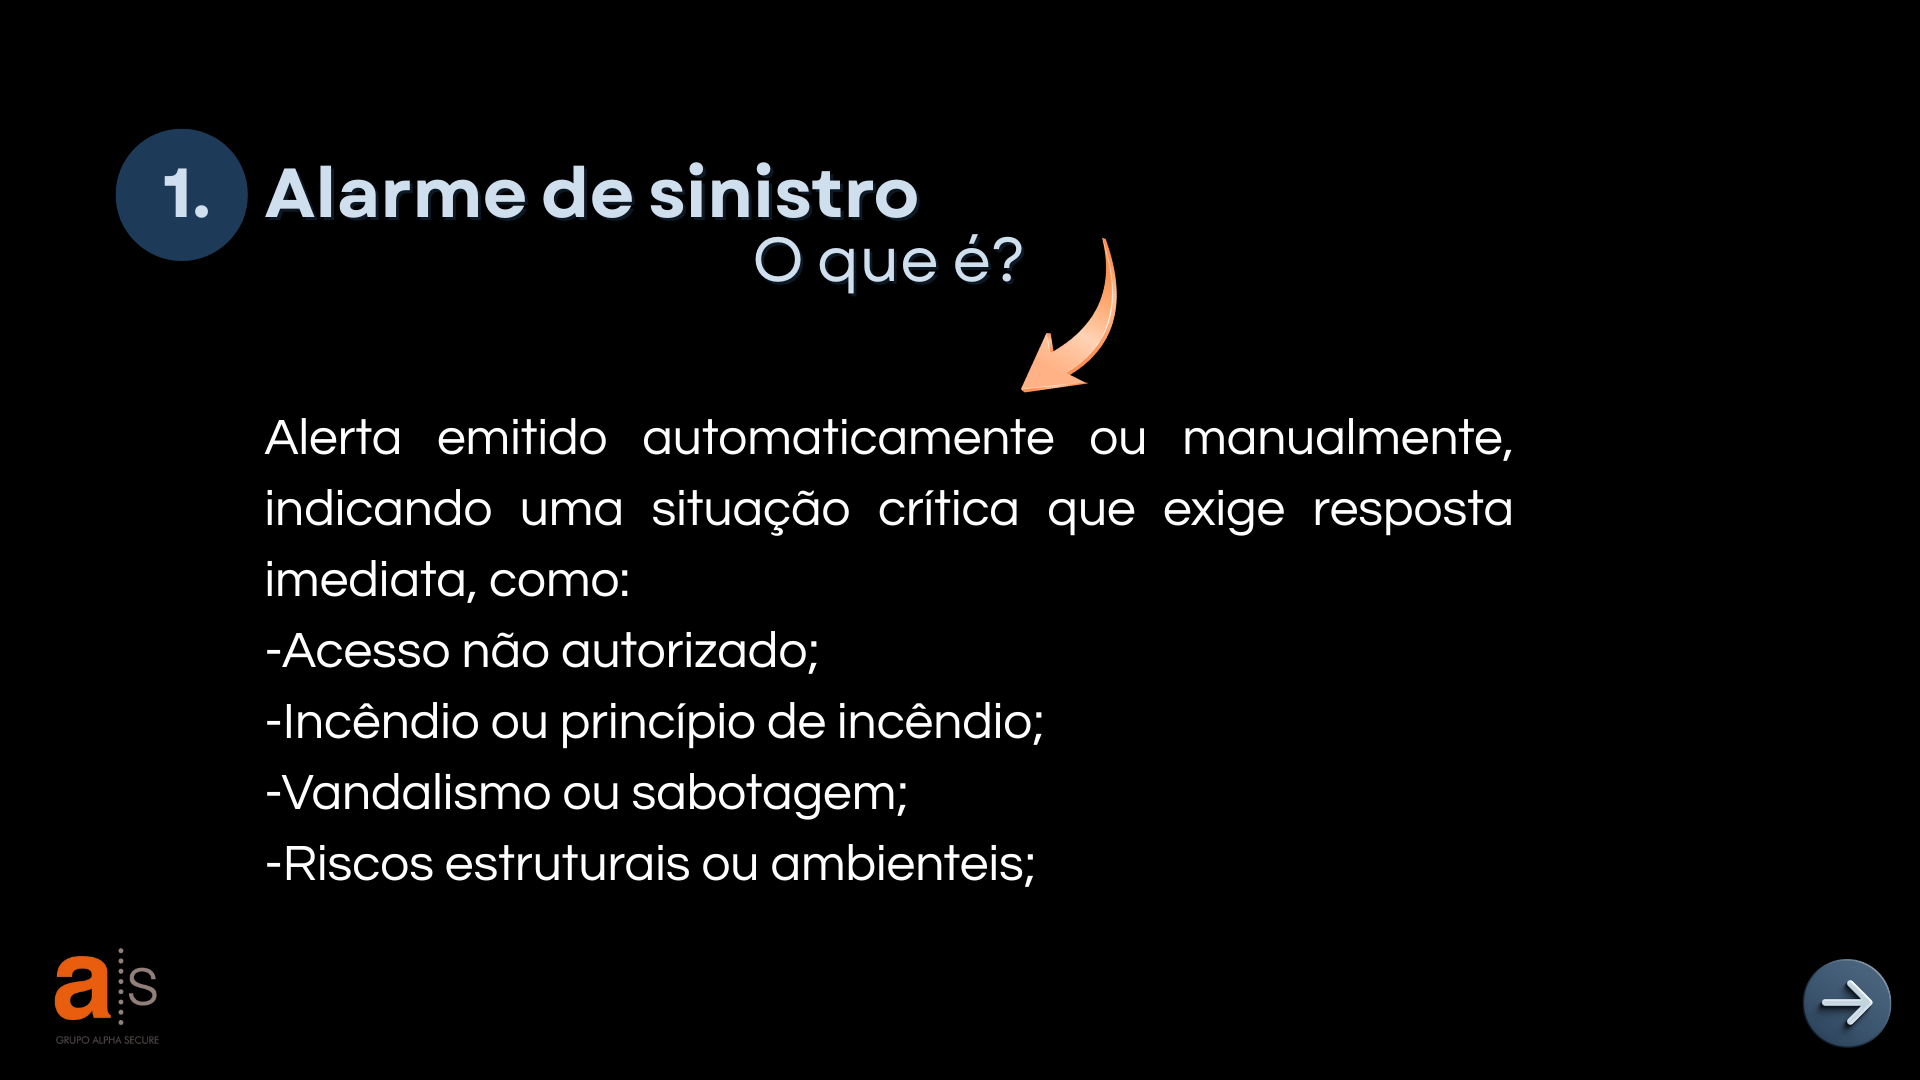 1. Alarme de sinistro
O que é?
Alerta emitido automaticamente ou manualmente,
indicando uma situação crítica que exige resposta
imediata, como:
-Acesso não autorizado;
-Incêndio ou princípio de incêndio;
-Vandalismo ou sabotagem;
-Riscos estruturais ou ambienteis;
a s
GRUPO ALPHA SECURE